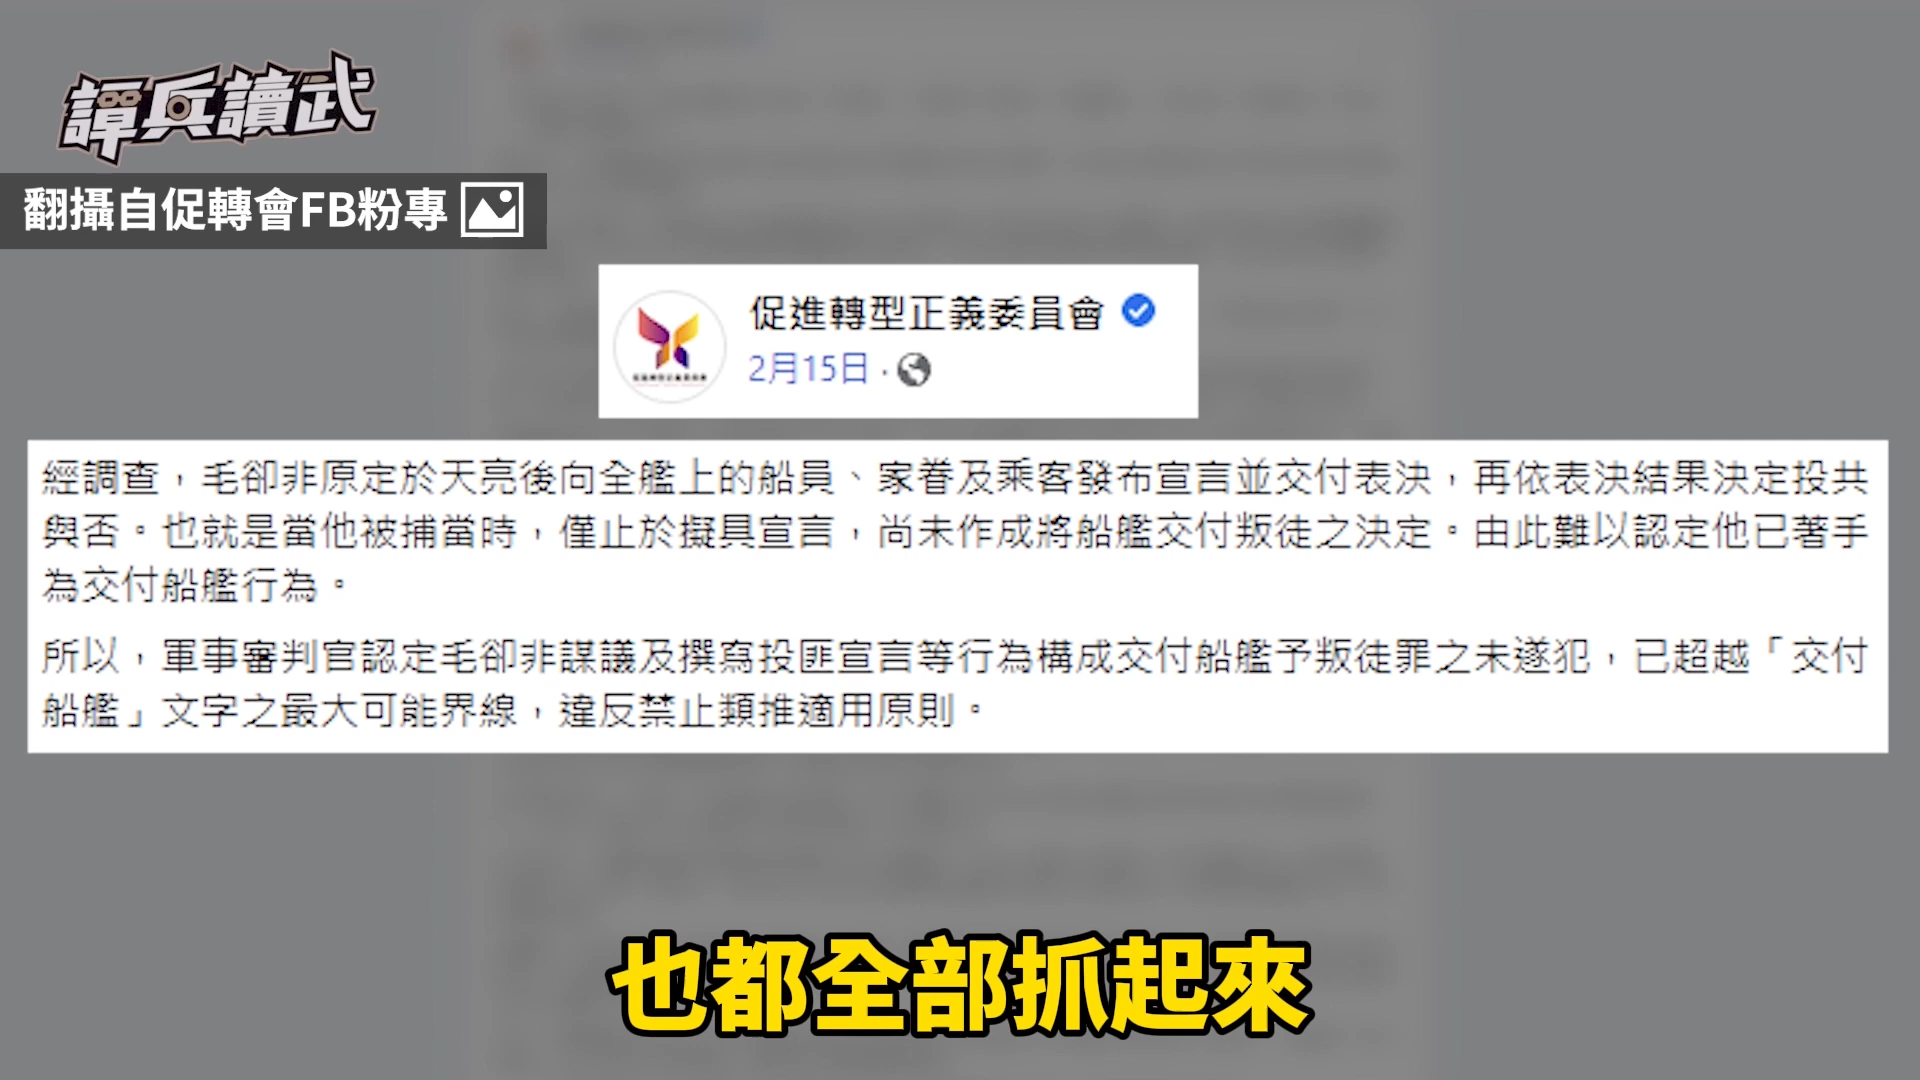 譚兵讀武
翻攝自促轉會FB粉專
促進轉型正義委員會
2月15日
經調查，毛卻非原定於天亮後向全艦上的船員、家眷及乘客發布宣言並交付表決，再依表決結果決定投共
與否。也就是當他被捕當時，僅止於擬具宣言，尚未作成將船艦交付叛徒之決定。由此難以認定他已著手
為交付船艦行為。
所以，軍事審判官認定毛卻非謀議及撰寫投匪宣言等行為構成交付船艦予叛徒罪之未遂犯，已超越「交付
船艦」文字之最大可能界線，違反禁止類推適用原則。
也都全部抓起來